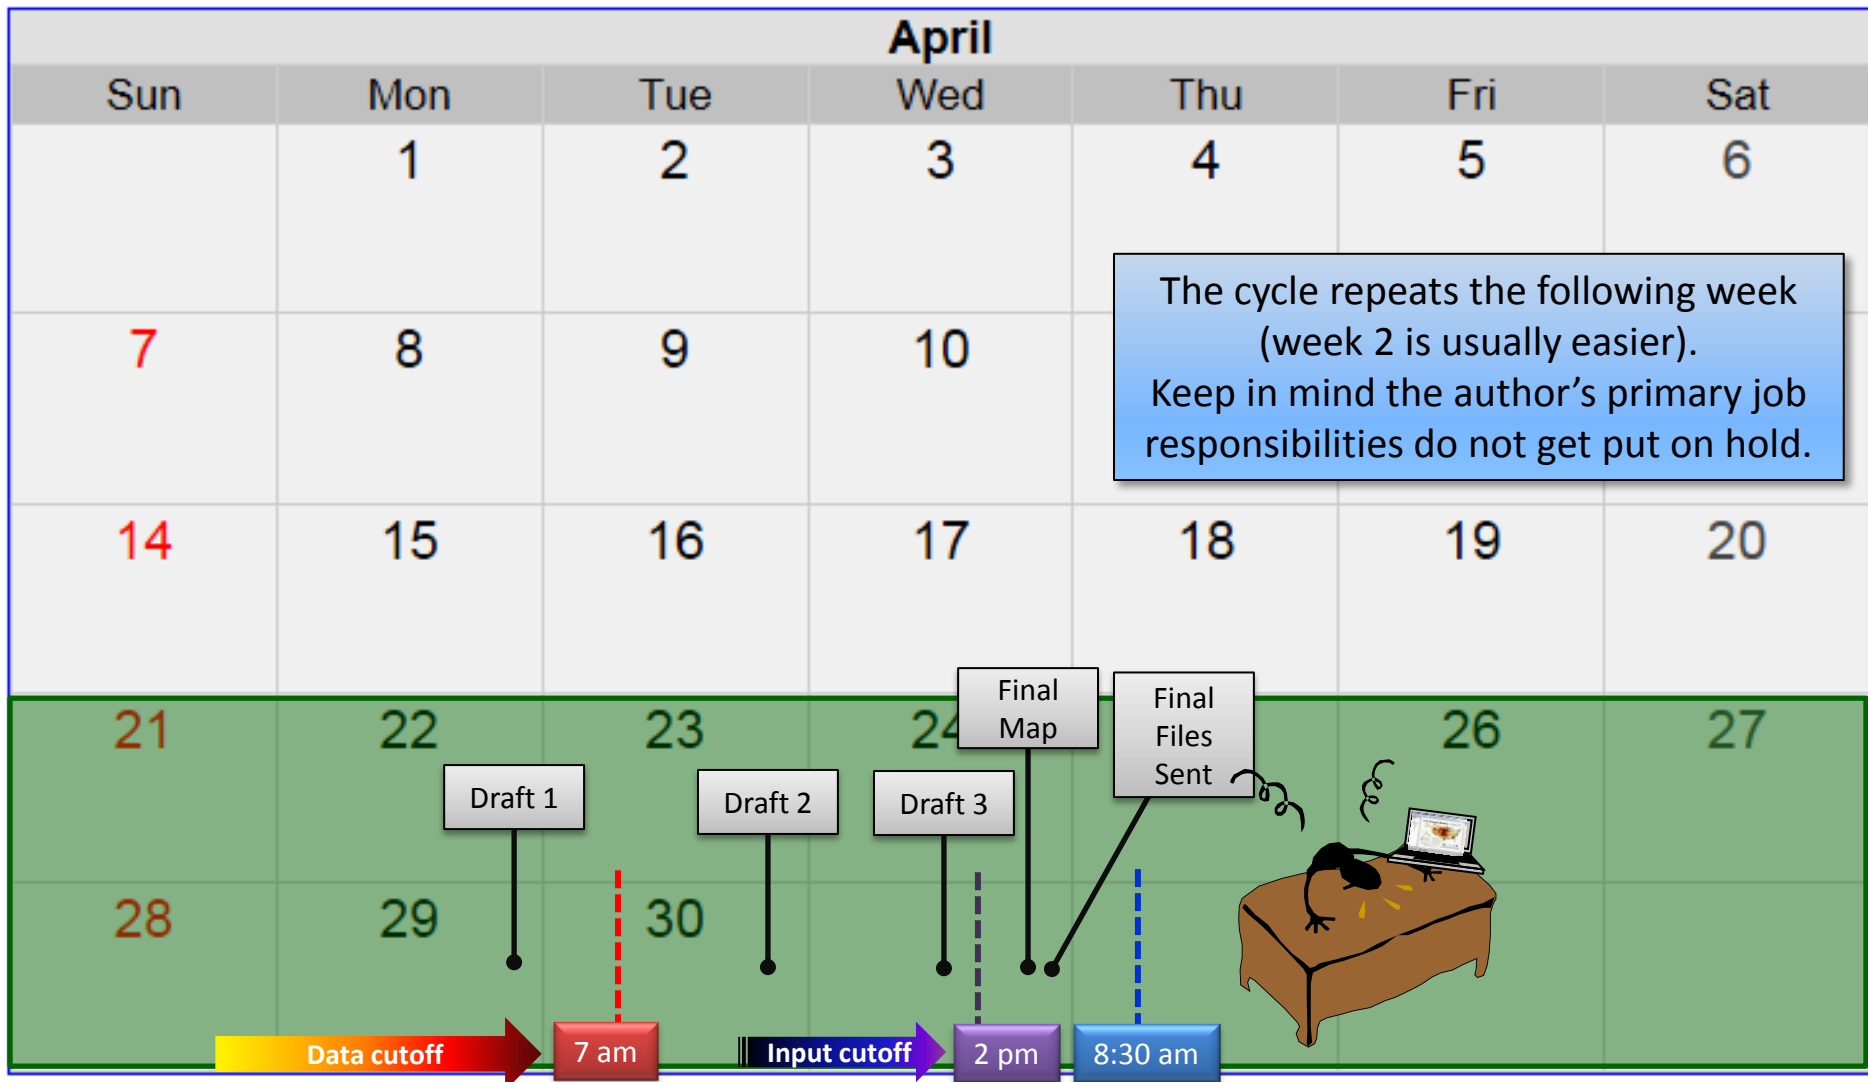 April
Sun Mon Tue Wed Thu Fri Sat
1 2 3 4 5 6
The cycle repeats the following week
(week 2 is usually easier).
Keep in mind the author’s primary job
responsibilities do not get put on hold.
7 8 9 10
14 15 16 17 18 19 20
Final
Map
Final
Files
Sent
21 22 23 24 26 27
Draft 1
Draft 2
Draft 3
28 29 30
Data cutoff
7 am
Input cutoff
2 pm
8:30 am